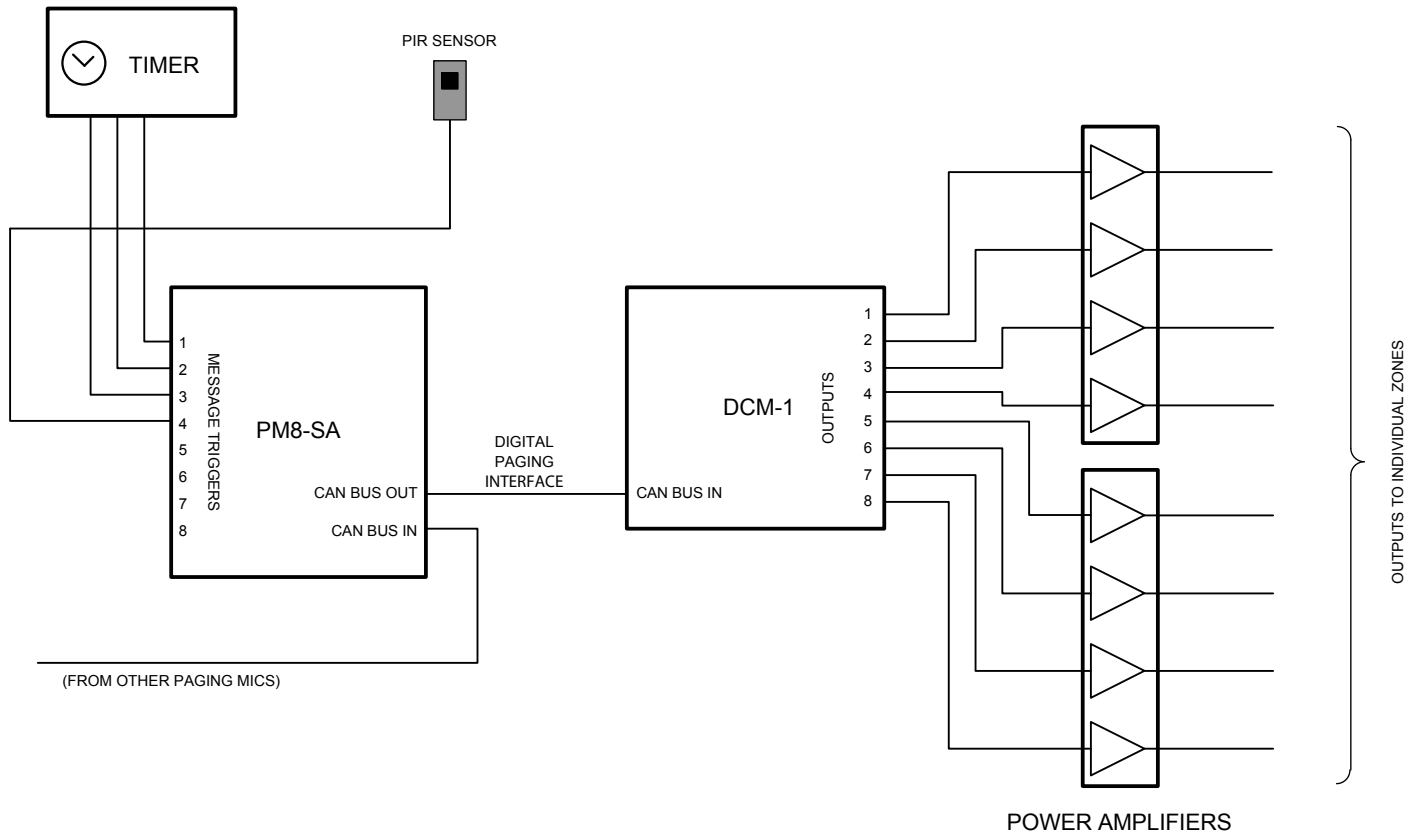 TIMER
PIR SENSOR
1
2
3
4
5
6
7
8
MESSAGE TRIGGERS
PM8-SA
CAN BUS OUT
CAN BUS IN
(FROM OTHER PAGING MICS)
DIGITAL
PAGING
INTERFACE
CAN BUS IN
DCM-1
OUTPUTS
1
2
3
4
5
6
7
8
POWER AMPLIFIERS
OUTPUTS TO INDIVIDUAL ZONES